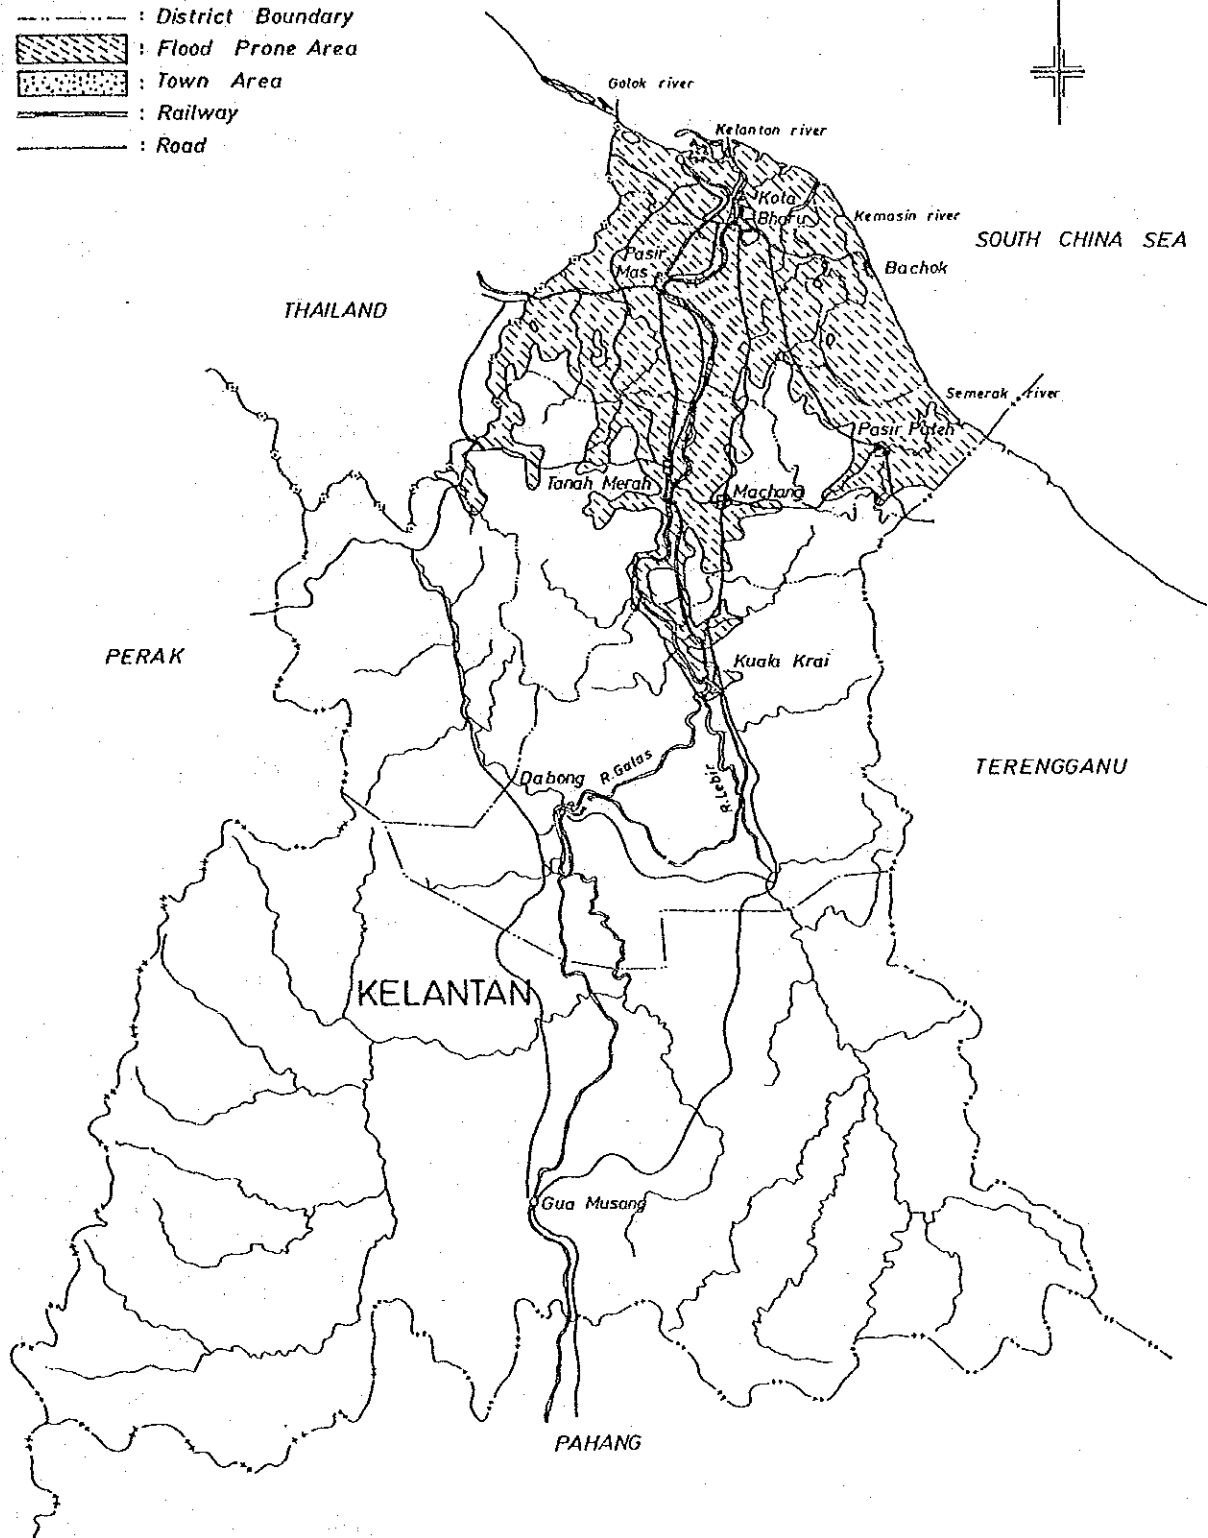 : District Boundary
: Flood Prone Area
: Town Area
: Railway
: Road
Golok river
Kelanton river
Kota
Bharu
Kemasin river
SOUTH CHINA SEA
Pasir
Mas
Bachok
THAILAND
Semerak river
Pasir Puteh
Tanah Merah
Machang
PERAK
Kuala Krai
Dabong
R.Galas
R.Lebir
TERENGGANU
KELANTAN
Gua Musang
PAHANG